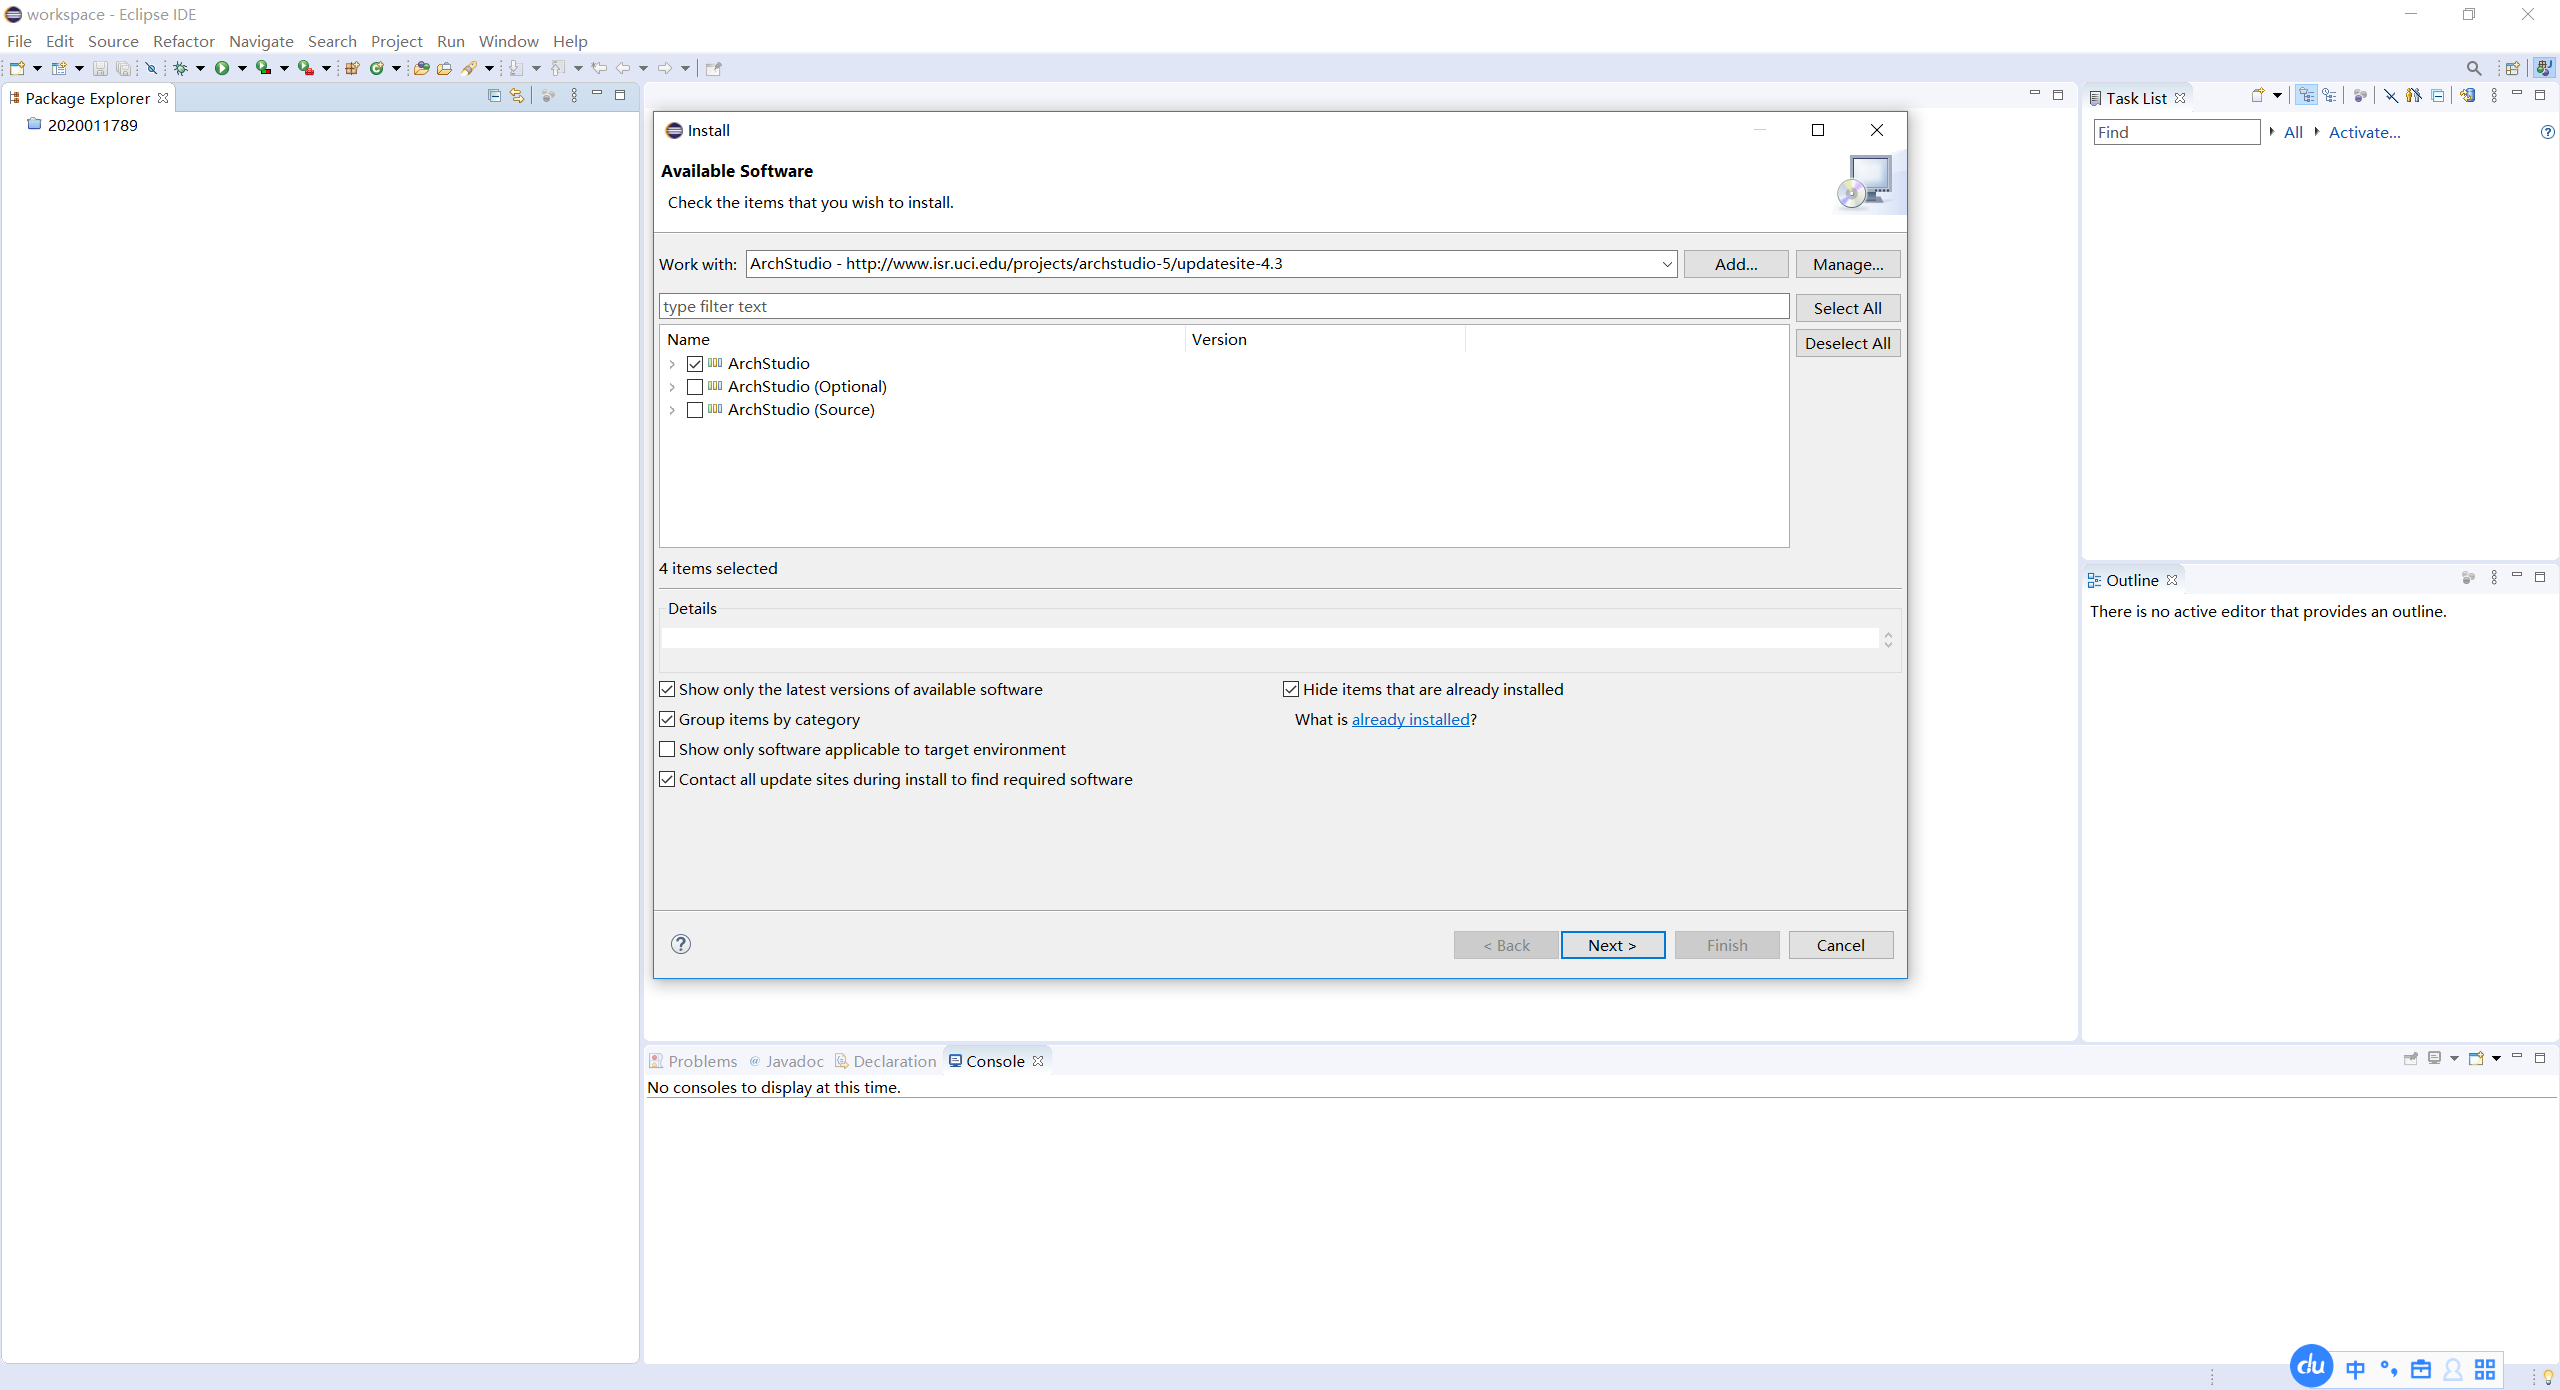 workspace - Eclipse IDE
File Edit Source Refactor Navigate Search Project Run Window Help
Package Explorer
2020011789
Install
Available Software
Check the items that you wish to install.
Work with: ArchStudio - http://www.isr.uci.edu/projects/archstudio-5/updatesite-4.3 Add... Manage...
type filter text Select All
Name Version Deselect All
ArchStudio
ArchStudio (Optional)
ArchStudio (Source)
4 items selected
Details
Show only the latest versions of available software Hide items that are already installed
Group items by category What is already installed?
Show only software applicable to target environment
Contact all update sites during install to find required software
? < Back Next > Finish Cancel
Task List
Find All Activate... ?
Outline
There is no active editor that provides an outline.
Problems @ Javadoc Declaration Console
No consoles to display at this time.
du 中